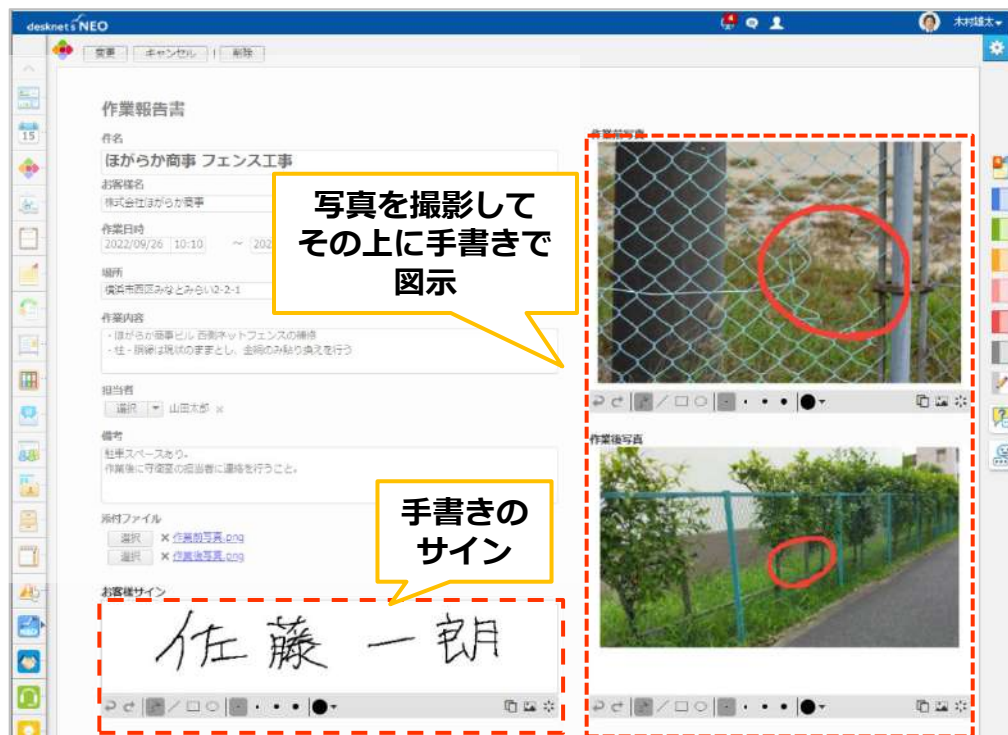 desknet's NEO
木村雄太
変更 キャンセル | 削除
15
作業報告書
件名
ほがらか商事 フェンス工事
お客様名
株式会社ほがらか商事
作業日時
2022/09/26 10:10 ～ 202
場所
横浜市西区みなとみらい2-2-1
作業内容
・ほがらか商事ビル 西側ネットフェンスの補修
・柱・胴縁は現状のままとし、金網のみ貼り換えを行う
担当者
選択 山田太郎 ×
備考
駐車スペースあり。
作業後に守衛室の担当者に連絡を行うこと。
添付ファイル
選択 × 作業前写真.png
選択 × 作業後写真.png
お客様サイン
佐藤一朗
作業前写真
作業後写真
写真を撮影して
その上に手書きで
図示
手書きの
サイン